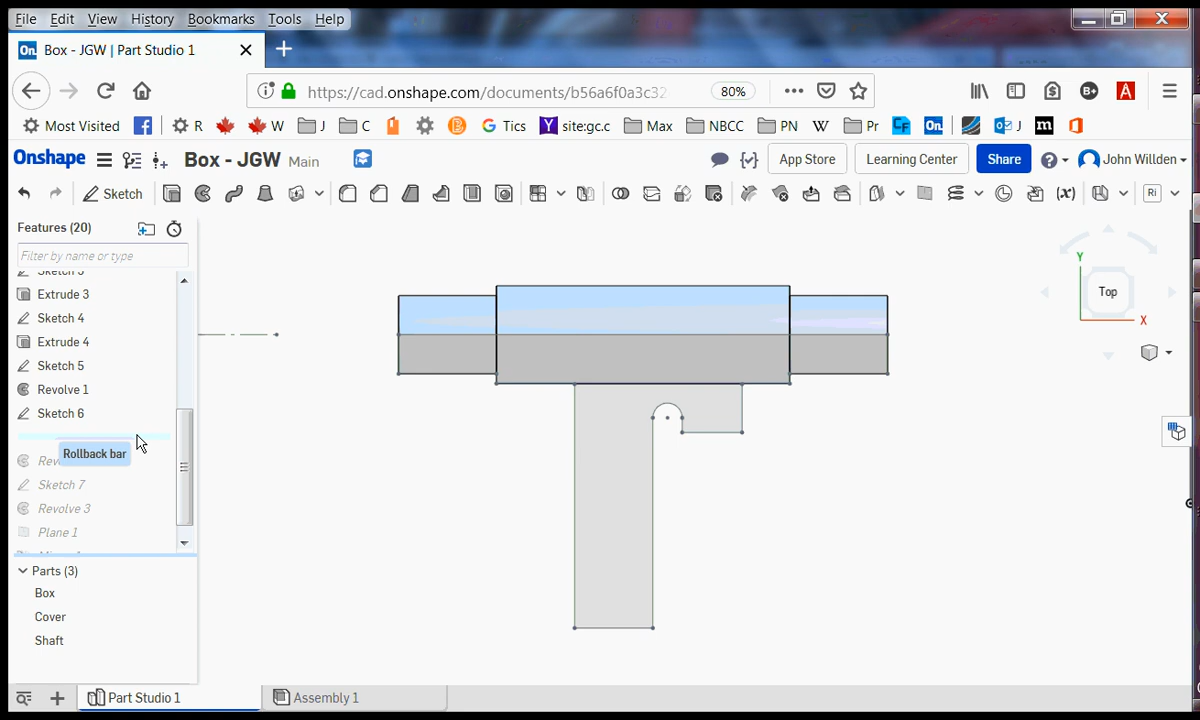 File Edit View History Bookmarks Tools Help
On Box - JGW | Part Studio 1
https://cad.onshape.com/documents/b56a6f0a3c32 80%
Most Visited R W J C Tics site:gc.c Max NBCC PN W Pr CF On J m
Onshape Box - JGW Main App Store Learning Center Share John Willden
Sketch Ri
Features (20)
Filter by name or type
Extrude 3
Sketch 4
Extrude 4
Sketch 5
Revolve 1
Sketch 6
Rollback bar
Sketch 7
Revolve 3
Plane 1
Parts (3)
Box
Cover
Shaft
Y
Top
X
Part Studio 1 Assembly 1